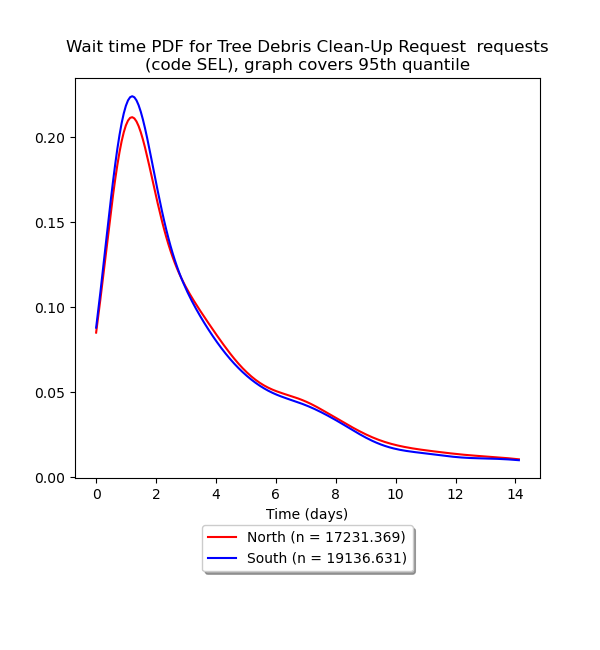 Wait time PDF for Tree Debris Clean-Up Request  requests
(code SEL), graph covers 95th quantile
0.20
0.15
0.10
0.05
0.00
0 2 4 6 8 10 12 14
Time (days)
North (n = 17231.369)
South (n = 19136.631)